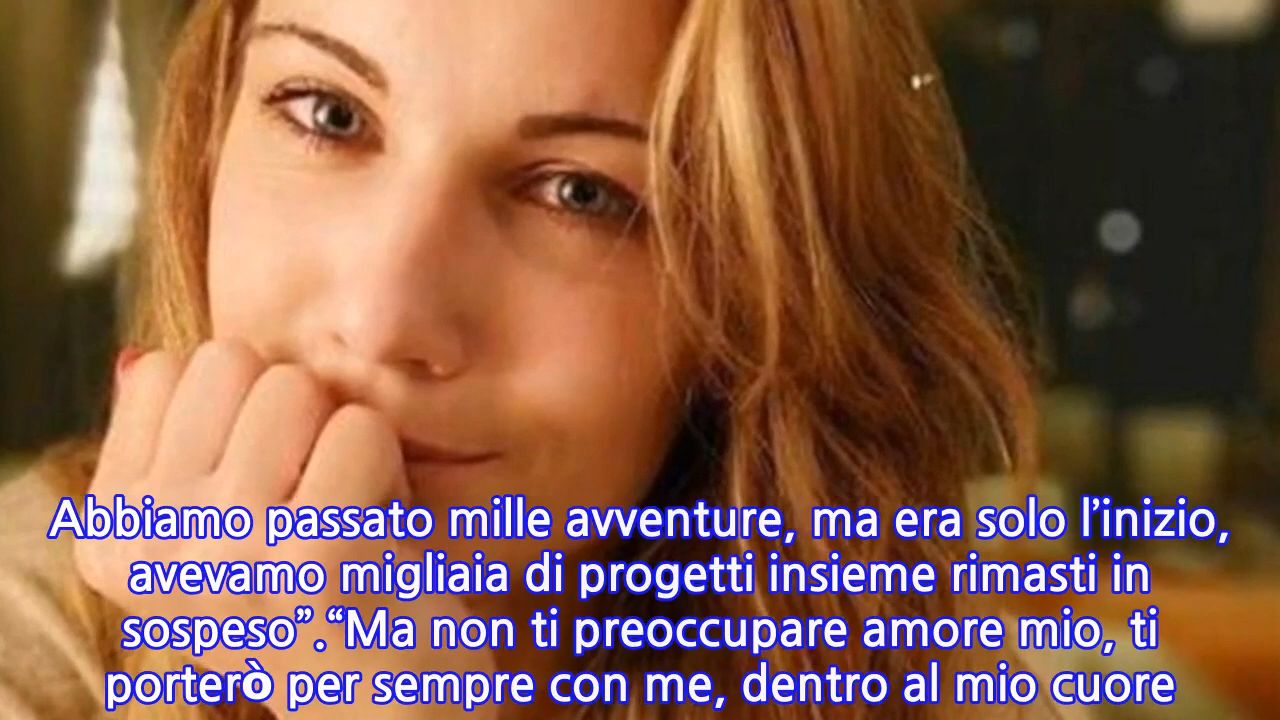 Abbiamo passato mille avventure, ma era solo l’inizio,
avevamo migliaia di progetti insieme rimasti in
sospeso”.“Ma non ti preoccupare amore mio, ti
porterò per sempre con me, dentro al mio cuore